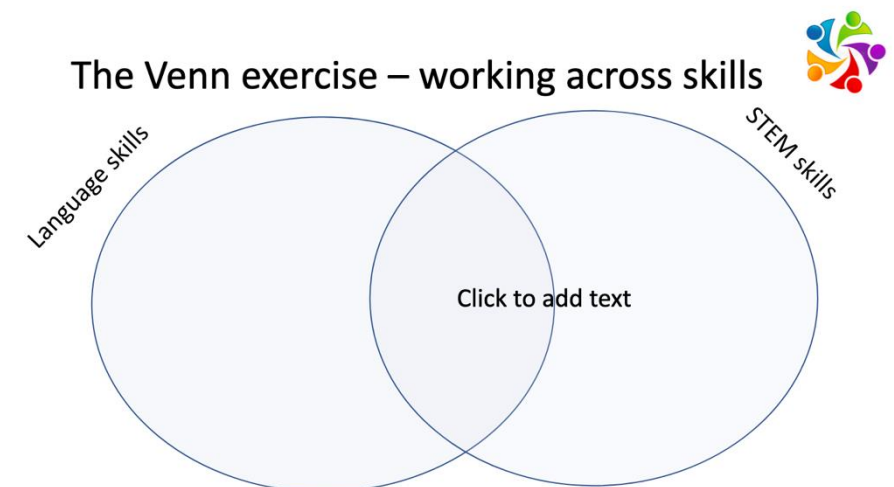 The Venn exercise – working across skills
Language skills
STEM skills
Click to add text